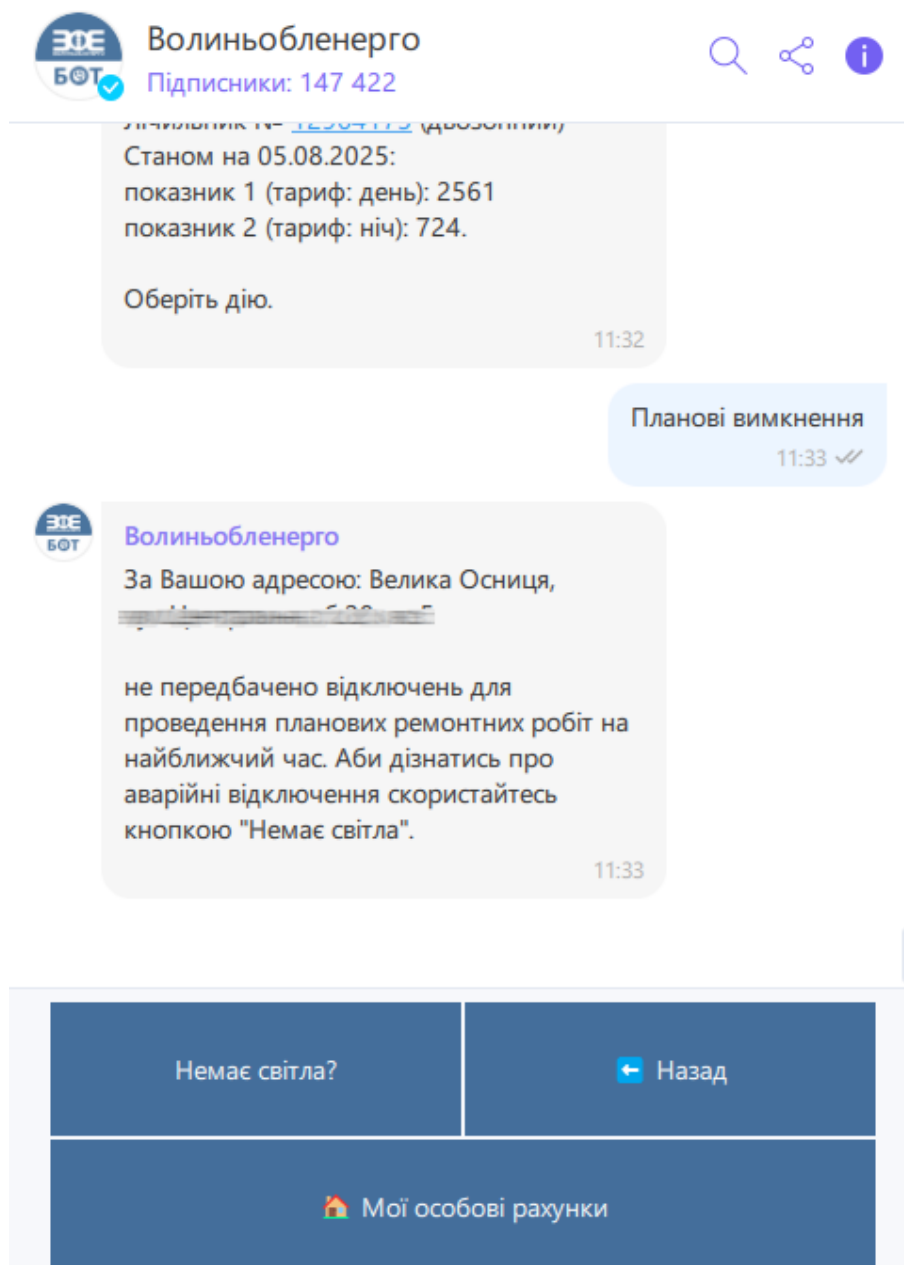 ЗФЕ
БОТ
Волиньобленерго
Підписники: 147 422
Станом на 05.08.2025:
показник 1 (тариф: день): 2561
показник 2 (тариф: ніч): 724.
Оберіть дію.
11:32
Планові вимкнення
11:33
БОТ
Волиньобленерго
За Вашою адресою: Велика Осниця,
не передбачено відключень для
проведення планових ремонтних робіт на
найближчий час. Аби дізнатись про
аварійні відключення скористайтесь
кнопкою "Немає світла".
11:33
Немає світла?
Назад
Мої особові рахунки